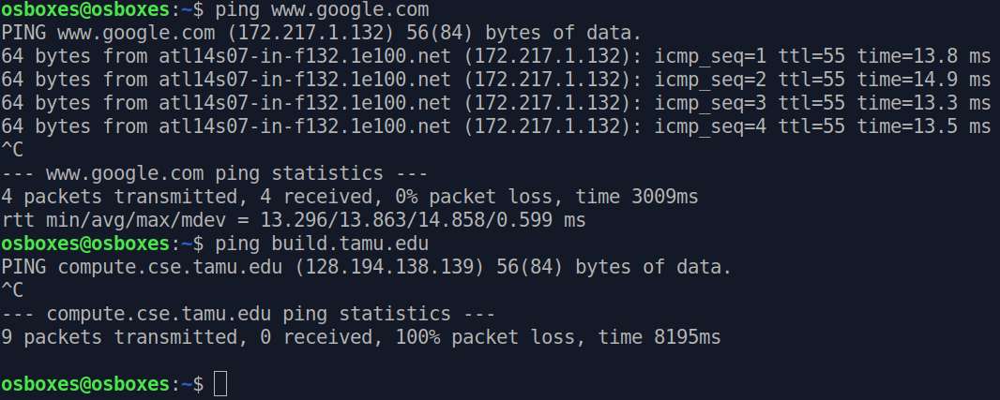 osboxes@osboxes:~$ ping www.google.com
PING www.google.com (172.217.1.132) 56(84) bytes of data.
64 bytes from atl14s07-in-f132.1e100.net (172.217.1.132): icmp_seq=1 ttl=55 time=13.8 ms
64 bytes from atl14s07-in-f132.1e100.net (172.217.1.132): icmp_seq=2 ttl=55 time=14.9 ms
64 bytes from atl14s07-in-f132.1e100.net (172.217.1.132): icmp_seq=3 ttl=55 time=13.3 ms
64 bytes from atl14s07-in-f132.1e100.net (172.217.1.132): icmp_seq=4 ttl=55 time=13.5 ms
^C
--- www.google.com ping statistics ---
4 packets transmitted, 4 received, 0% packet loss, time 3009ms
rtt min/avg/max/mdev = 13.296/13.863/14.858/0.599 ms
osboxes@osboxes:~$ ping build.tamu.edu
PING compute.cse.tamu.edu (128.194.138.139) 56(84) bytes of data.
^C
--- compute.cse.tamu.edu ping statistics ---
9 packets transmitted, 0 received, 100% packet loss, time 8195ms
osboxes@osboxes:~$